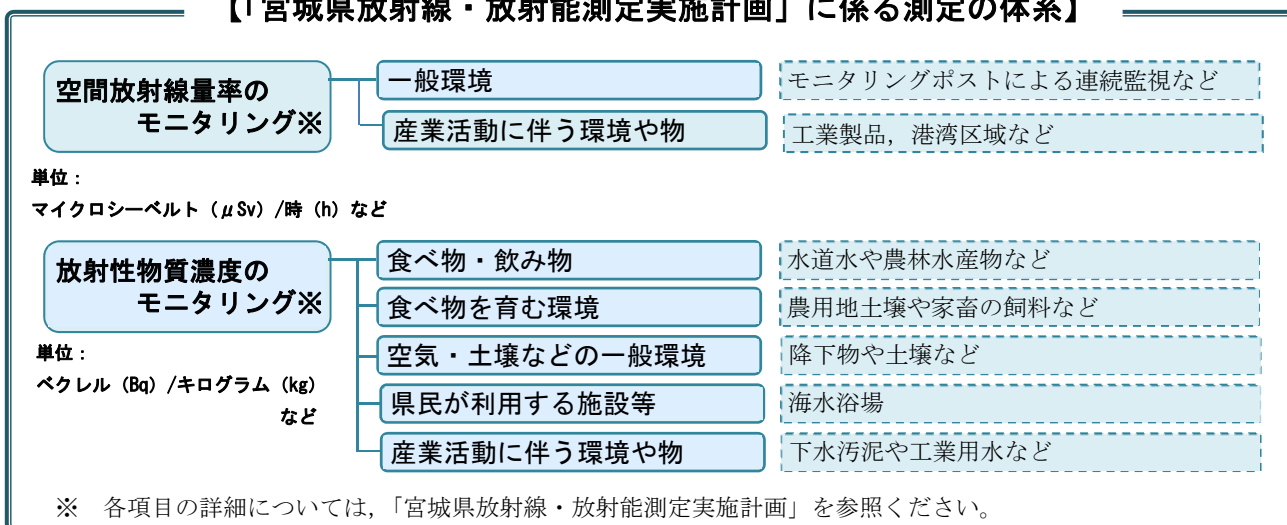 【「宮城県放射線・放射能測定実施計画」に係る測定の体系】
空間放射線量率の
モニタリング※
一般環境
モニタリングポストによる連続監視など
産業活動に伴う環境や物
工業製品，港湾区域など
単位：
マイクロシーベルト（μSv）/時（h）など
放射性物質濃度の
モニタリング※
食べ物・飲み物
水道水や農林水産物など
食べ物を育む環境
農用地土壌や家畜の飼料など
空気・土壌などの一般環境
降下物や土壌など
県民が利用する施設等
海水浴場
産業活動に伴う環境や物
下水汚泥や工業用水など
単位：
ベクレル（Bq）/キログラム（kg）
など
※　各項目の詳細については，「宮城県放射線・放射能測定実施計画」を参照ください。